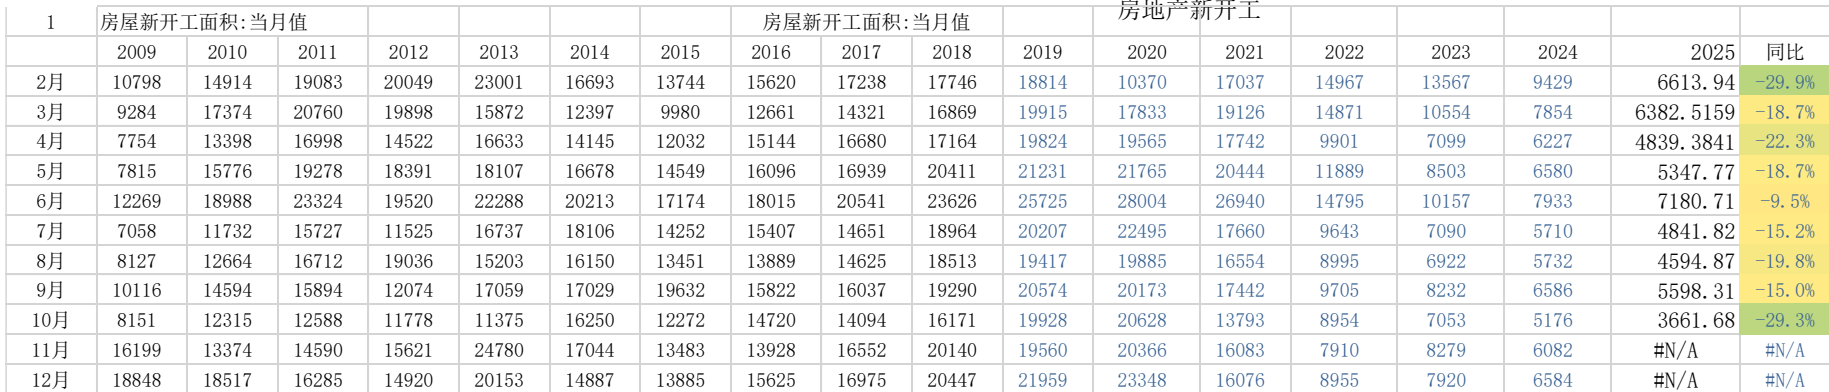 房地产新开工
1 房屋新开工面积:当月值 房屋新开工面积:当月值
2009 2010 2011 2012 2013 2014 2015 2016 2017 2018 2019 2020 2021 2022 2023 2024 2025 同比
2月 10798 14914 19083 20049 23001 16693 13744 15620 17238 17746 18814 10370 17037 14967 13567 9429 6613.94 -29.9%
3月 9284 17374 20760 19898 15872 12397 9980 12661 14321 16869 19915 17833 19126 14871 10554 7854 6382.5159 -18.7%
4月 7754 13398 16998 14522 16633 14145 12032 15144 16680 17164 19824 19565 17742 9901 7099 6227 4839.3841 -22.3%
5月 7815 15776 19278 18391 18107 16678 14549 16096 16939 20411 21231 21765 20444 11889 8503 6580 5347.77 -18.7%
6月 12269 18988 23324 19520 22288 20213 17174 18015 20541 23626 25725 28004 26940 14795 10157 7933 7180.71 -9.5%
7月 7058 11732 15727 11525 16737 18106 14252 15407 14651 18964 20207 22495 17660 9643 7090 5710 4841.82 -15.2%
8月 8127 12664 16712 19036 15203 16150 13451 13889 14625 18513 19417 19885 16554 8995 6922 5732 4594.87 -19.8%
9月 10116 14594 15894 12074 17059 17029 19632 15822 16037 19290 20574 20173 17442 9705 8232 6586 5598.31 -15.0%
10月 8151 12315 12588 11778 11375 16250 12272 14720 14094 16171 19928 20628 13793 8954 7053 5176 3661.68 -29.3%
11月 16199 13374 14590 15621 24780 17044 13483 13928 16552 20140 19560 20366 16083 7910 8279 6082 #N/A #N/A
12月 18848 18517 16285 14920 20153 14887 13885 15625 16975 20447 21959 23348 16076 8955 7920 6584 #N/A #N/A